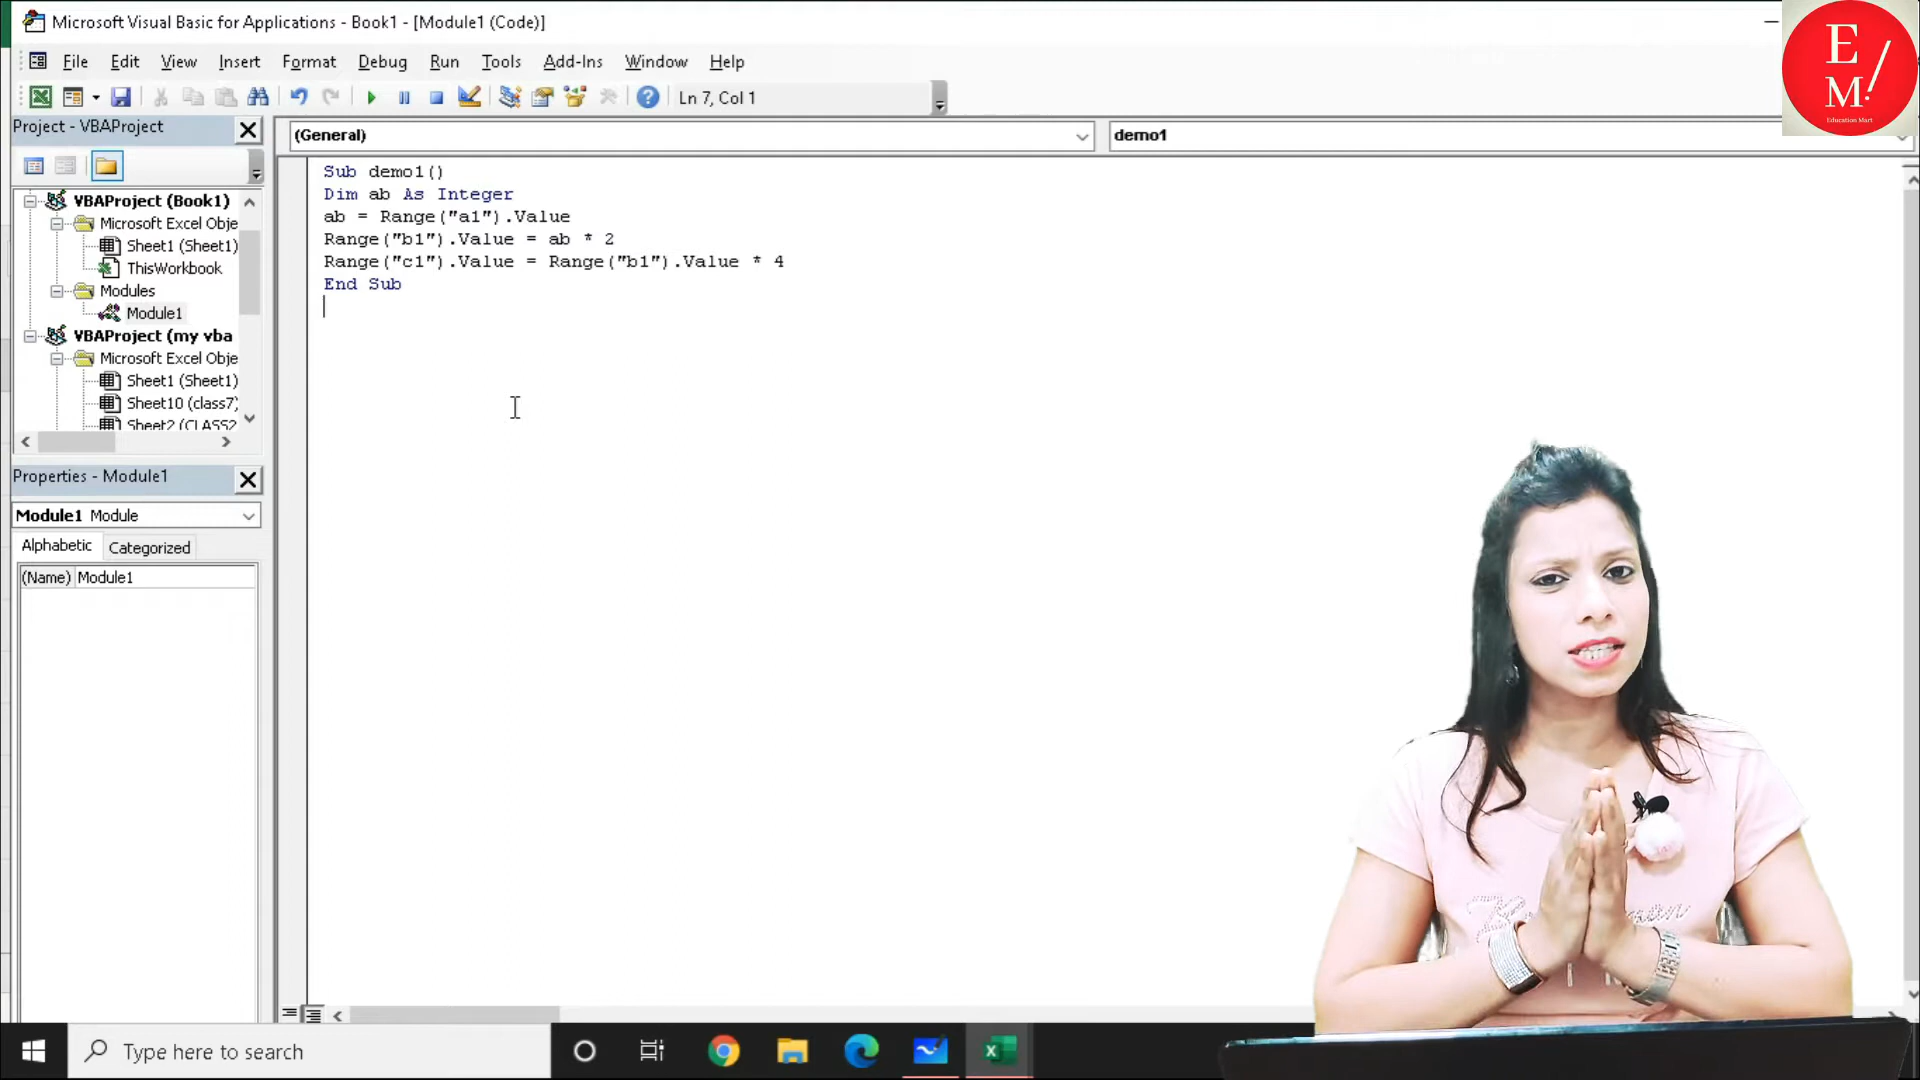 Microsoft Visual Basic for Applications - Book1 - [Module1 (Code)]
File Edit View Insert Format Debug Run Tools Add-Ins Window Help
Ln 7, Col 1
E
M!
Education Mart
Project - VBAProject
(General)
demo1
VBAProject (Book1)
Microsoft Excel Obje
Sheet1 (Sheet1)
ThisWorkbook
Modules
Module1
VBAProject (my vba
Microsoft Excel Obje
Sheet1 (Sheet1)
Sheet10 (class7)
Sheet2 (CLASS2
Sub demo1()
Dim ab As Integer
ab = Range("a1").Value
Range("b1").Value = ab * 2
Range("c1").Value = Range("b1").Value * 4
End Sub
Properties - Module1
Module1 Module
Alphabetic Categorized
(Name) Module1
Type here to search